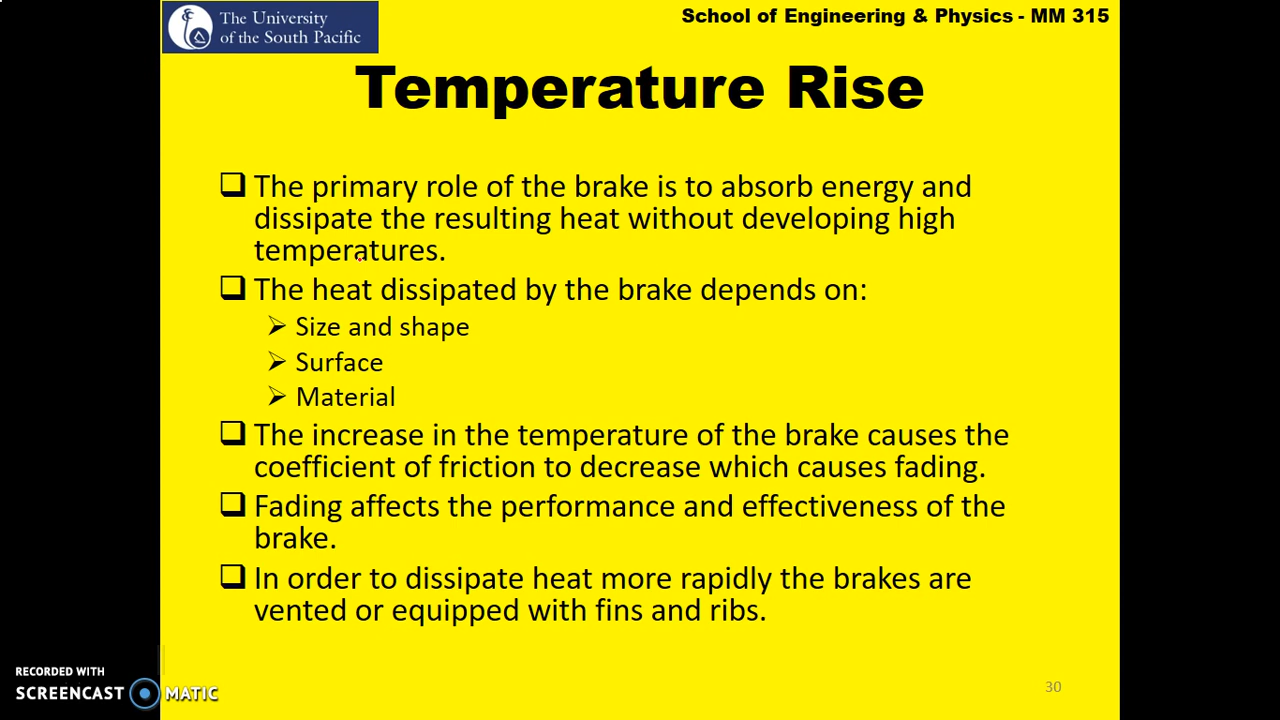 The University
of the South Pacific
School of Engineering & Physics - MM 315
Temperature Rise
The primary role of the brake is to absorb energy and
dissipate the resulting heat without developing high
temperatures.
The heat dissipated by the brake depends on:
Size and shape
Surface
Material
The increase in the temperature of the brake causes the
coefficient of friction to decrease which causes fading.
Fading affects the performance and effectiveness of the
brake.
In order to dissipate heat more rapidly the brakes are
vented or equipped with fins and ribs.
RECORDED WITH
SCREENCAST MATIC
30